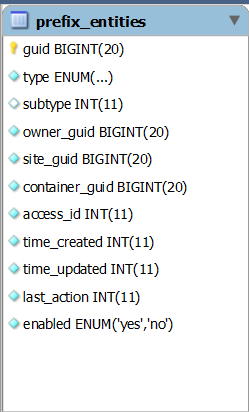 prefix_entities
guid BIGINT(20)
type ENUM(...)
subtype INT(11)
owner_guid BIGINT(20)
site_guid BIGINT(20)
container_guid BIGINT(20)
access_id INT(11)
time_created INT(11)
time_updated INT(11)
last_action INT(11)
enabled ENUM('yes','no')